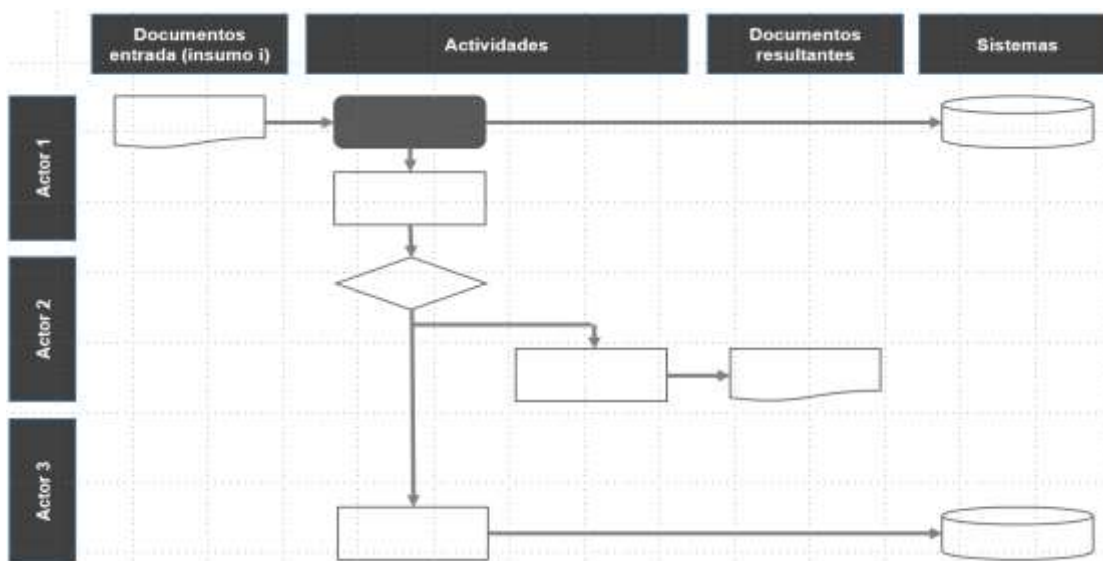 Documentos
entrada (insumo i)
Actividades
Documentos
resultantes
Sistemas
Actor 1
Actor 2
Actor 3